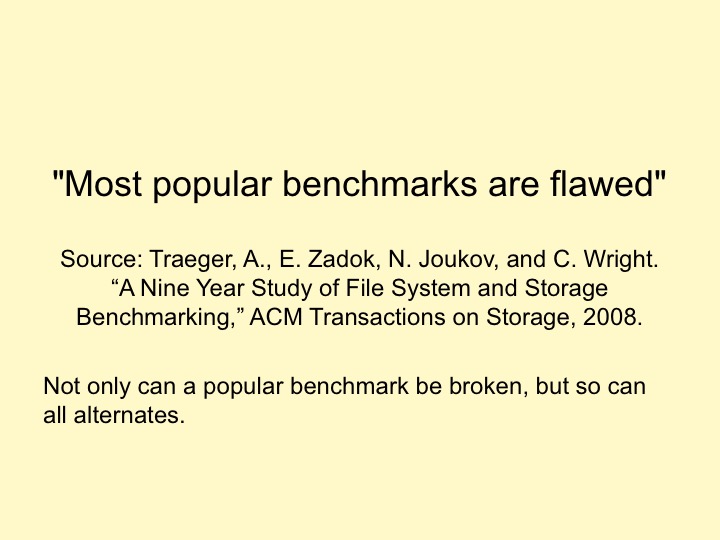 "Most popular benchmarks are flawed"
Source: Traeger, A., E. Zadok, N. Joukov, and C. Wright.
“A Nine Year Study of File System and Storage
Benchmarking,” ACM Transactions on Storage, 2008.
Not only can a popular benchmark be broken, but so can
all alternates.